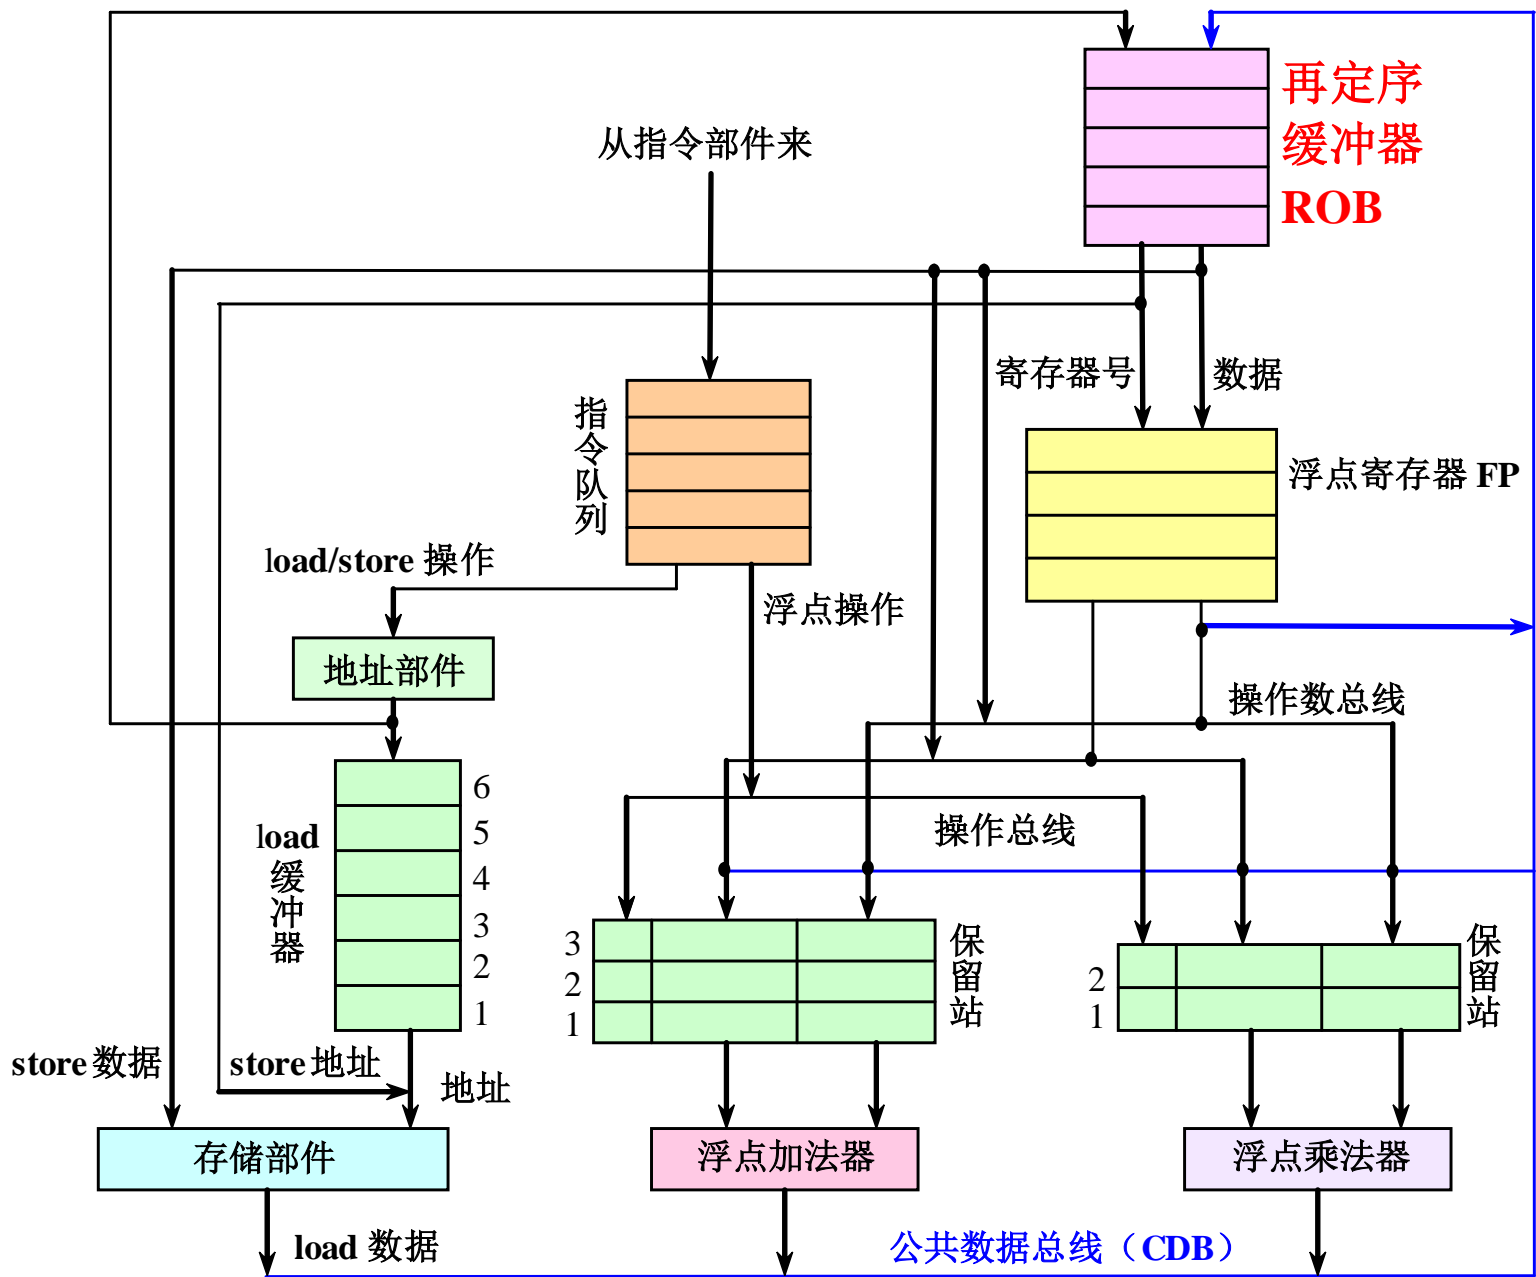 再定序
缓冲器
ROB
从指令部件来
寄存器号
数据
指令队列
浮点寄存器 FP
load/store 操作
浮点操作
地址部件
操作数总线
操作总线
load
缓冲器
6
5
4
3
2
1
3
2
1
保留站
2
1
保留站
store 数据
store 地址
地址
存储部件
浮点加法器
浮点乘法器
load 数据
公共数据总线（CDB）